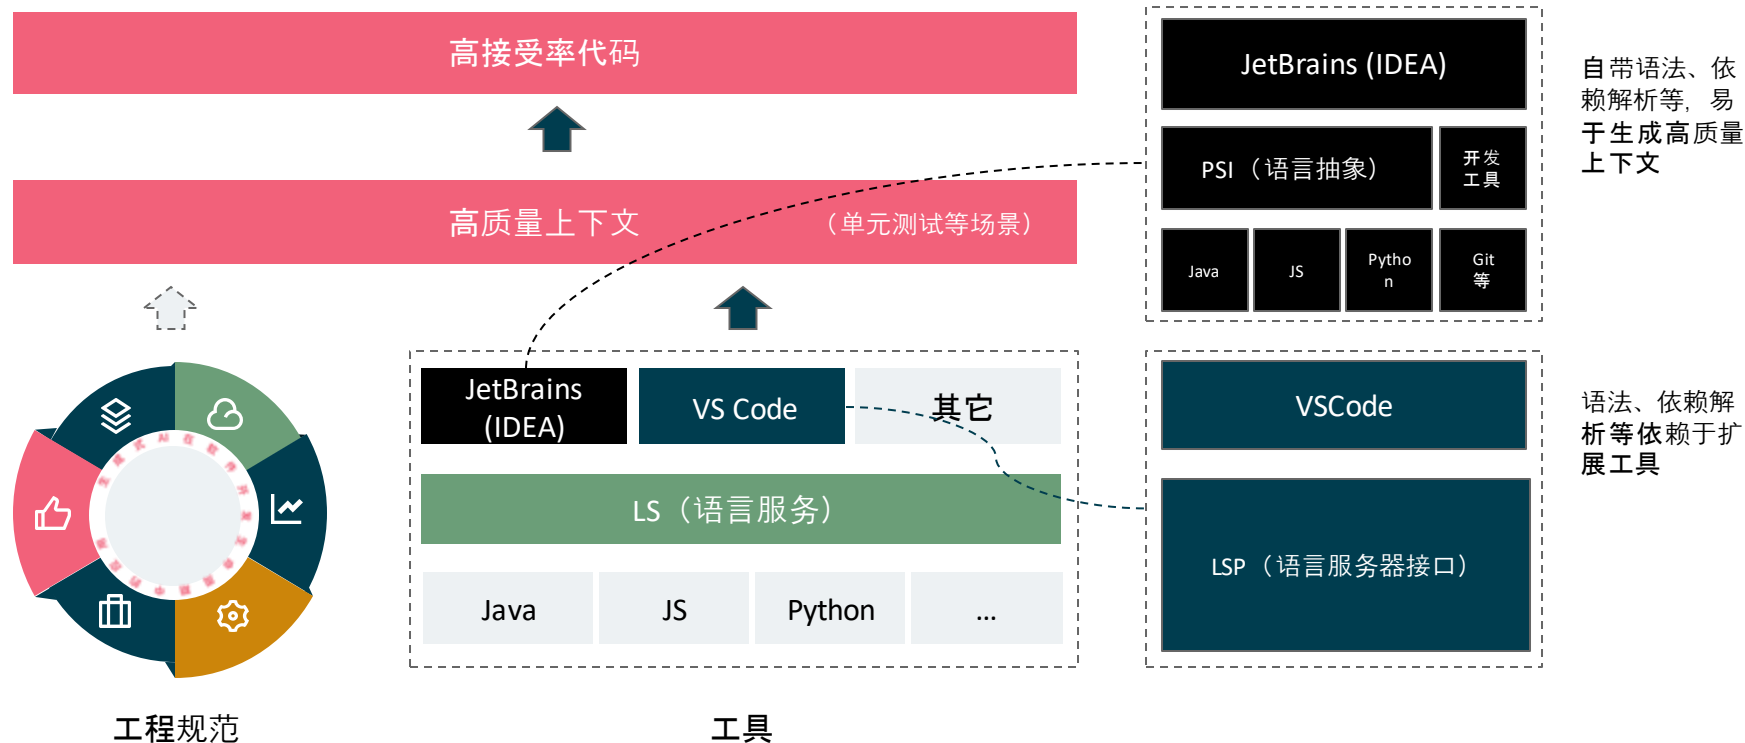 高接受率代码
高质量上下文
（单元测试等场景）
JetBrains
(IDEA)
VS Code
其它
LS（语言服务）
Java
JS
Python
...
工程规范
工具
JetBrains (IDEA)
PSI（语言抽象）
开发
工具
Java
JS
Pytho
n
Git
等
自带语法、依
赖解析等，易
于生成高质量
上下文
VSCode
LSP（语言服务器接口）
语法、依赖解
析等依赖于扩
展工具